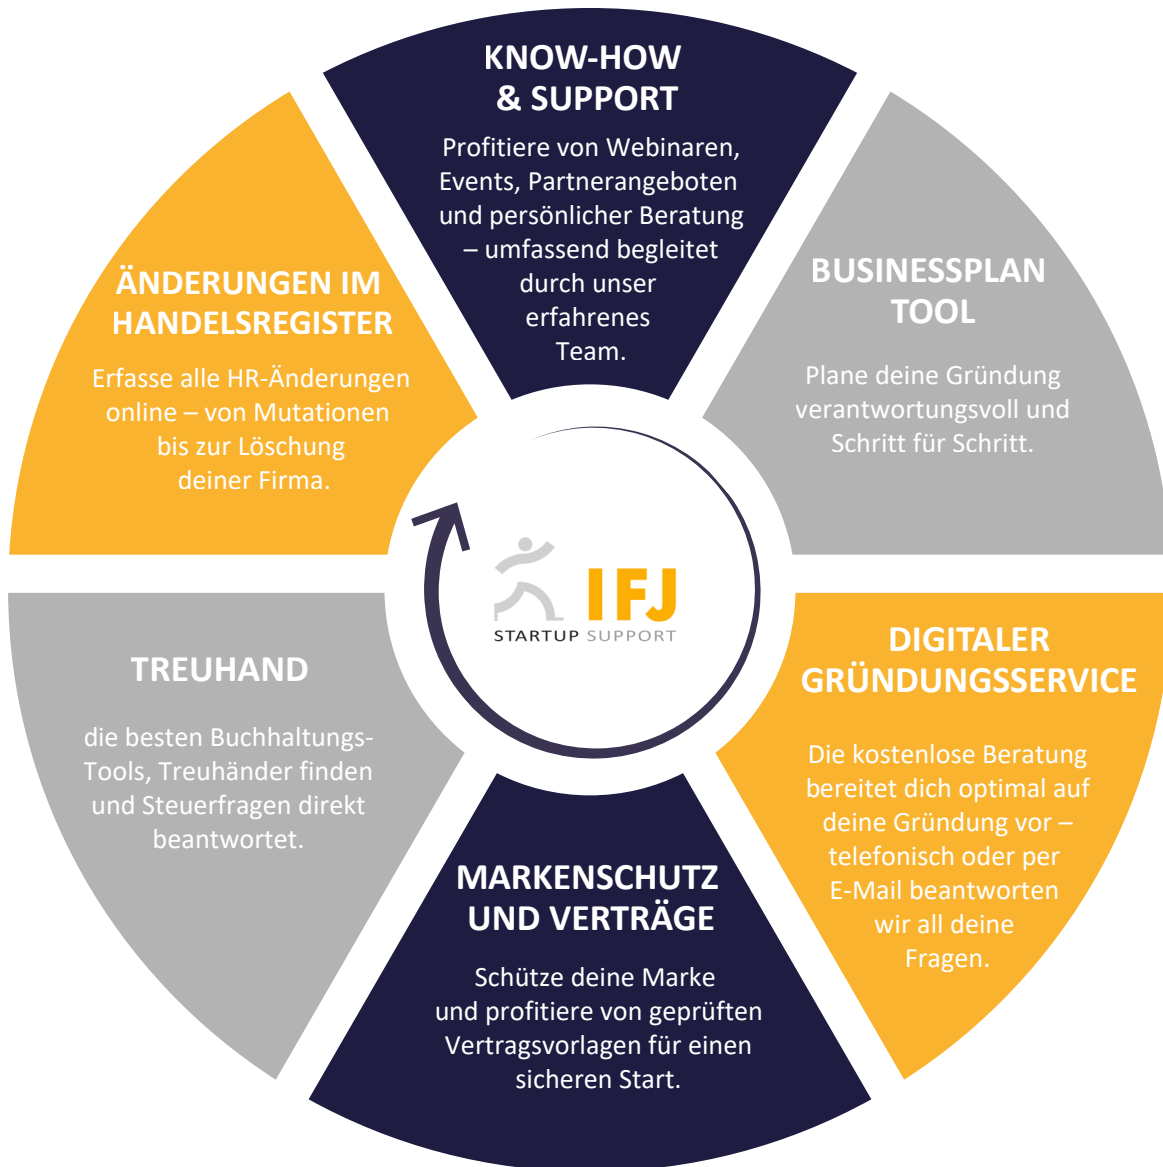 KNOW-HOW
& SUPPORT
Profitiere von Webinaren,
Events, Partnerangeboten
und persönlicher Beratung
– umfassend begleitet
durch unser
erfahrenes
Team.
BUSINESSPLAN
TOOL
Plane deine Gründung
verantwortungsvoll und
Schritt für Schritt.
DIGITALER
GRÜNDUNGSSERVICE
Die kostenlose Beratung
bereitet dich optimal auf
deine Gründung vor –
telefonisch oder per
E-Mail beantworten
wir all deine
Fragen.
MARKENSCHUTZ
UND VERTRÄGE
Schütze deine Marke
und profitiere von geprüften
Vertragsvorlagen für einen
sicheren Start.
TREUHAND
die besten Buchhaltungs-
Tools, Treuhänder finden
und Steuerfragen direkt
beantwortet.
ÄNDERUNGEN IM
HANDELSREGISTER
Erfasse alle HR-Änderungen
online – von Mutationen
bis zur Löschung
deiner Firma.
IFJ
STARTUP SUPPORT